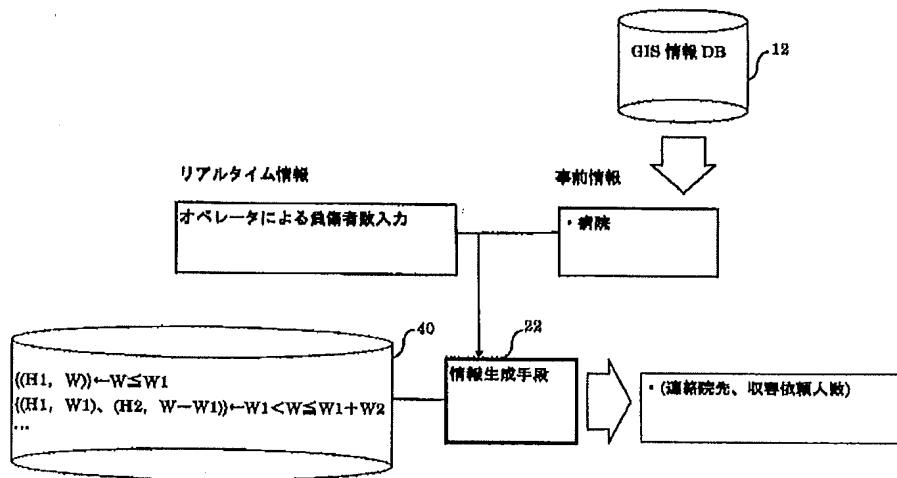 GIS 情報 DB
12
リアルタイム情報
事前情報
オペレータによる負傷者数入力
・病院
40
22
{(H1, W)}←W≦W1
{(H1, W1)、(H2, W－W1)}←W1<W≦W1+W2
…
情報生成手段
・(連絡院先、収容依頼人数)